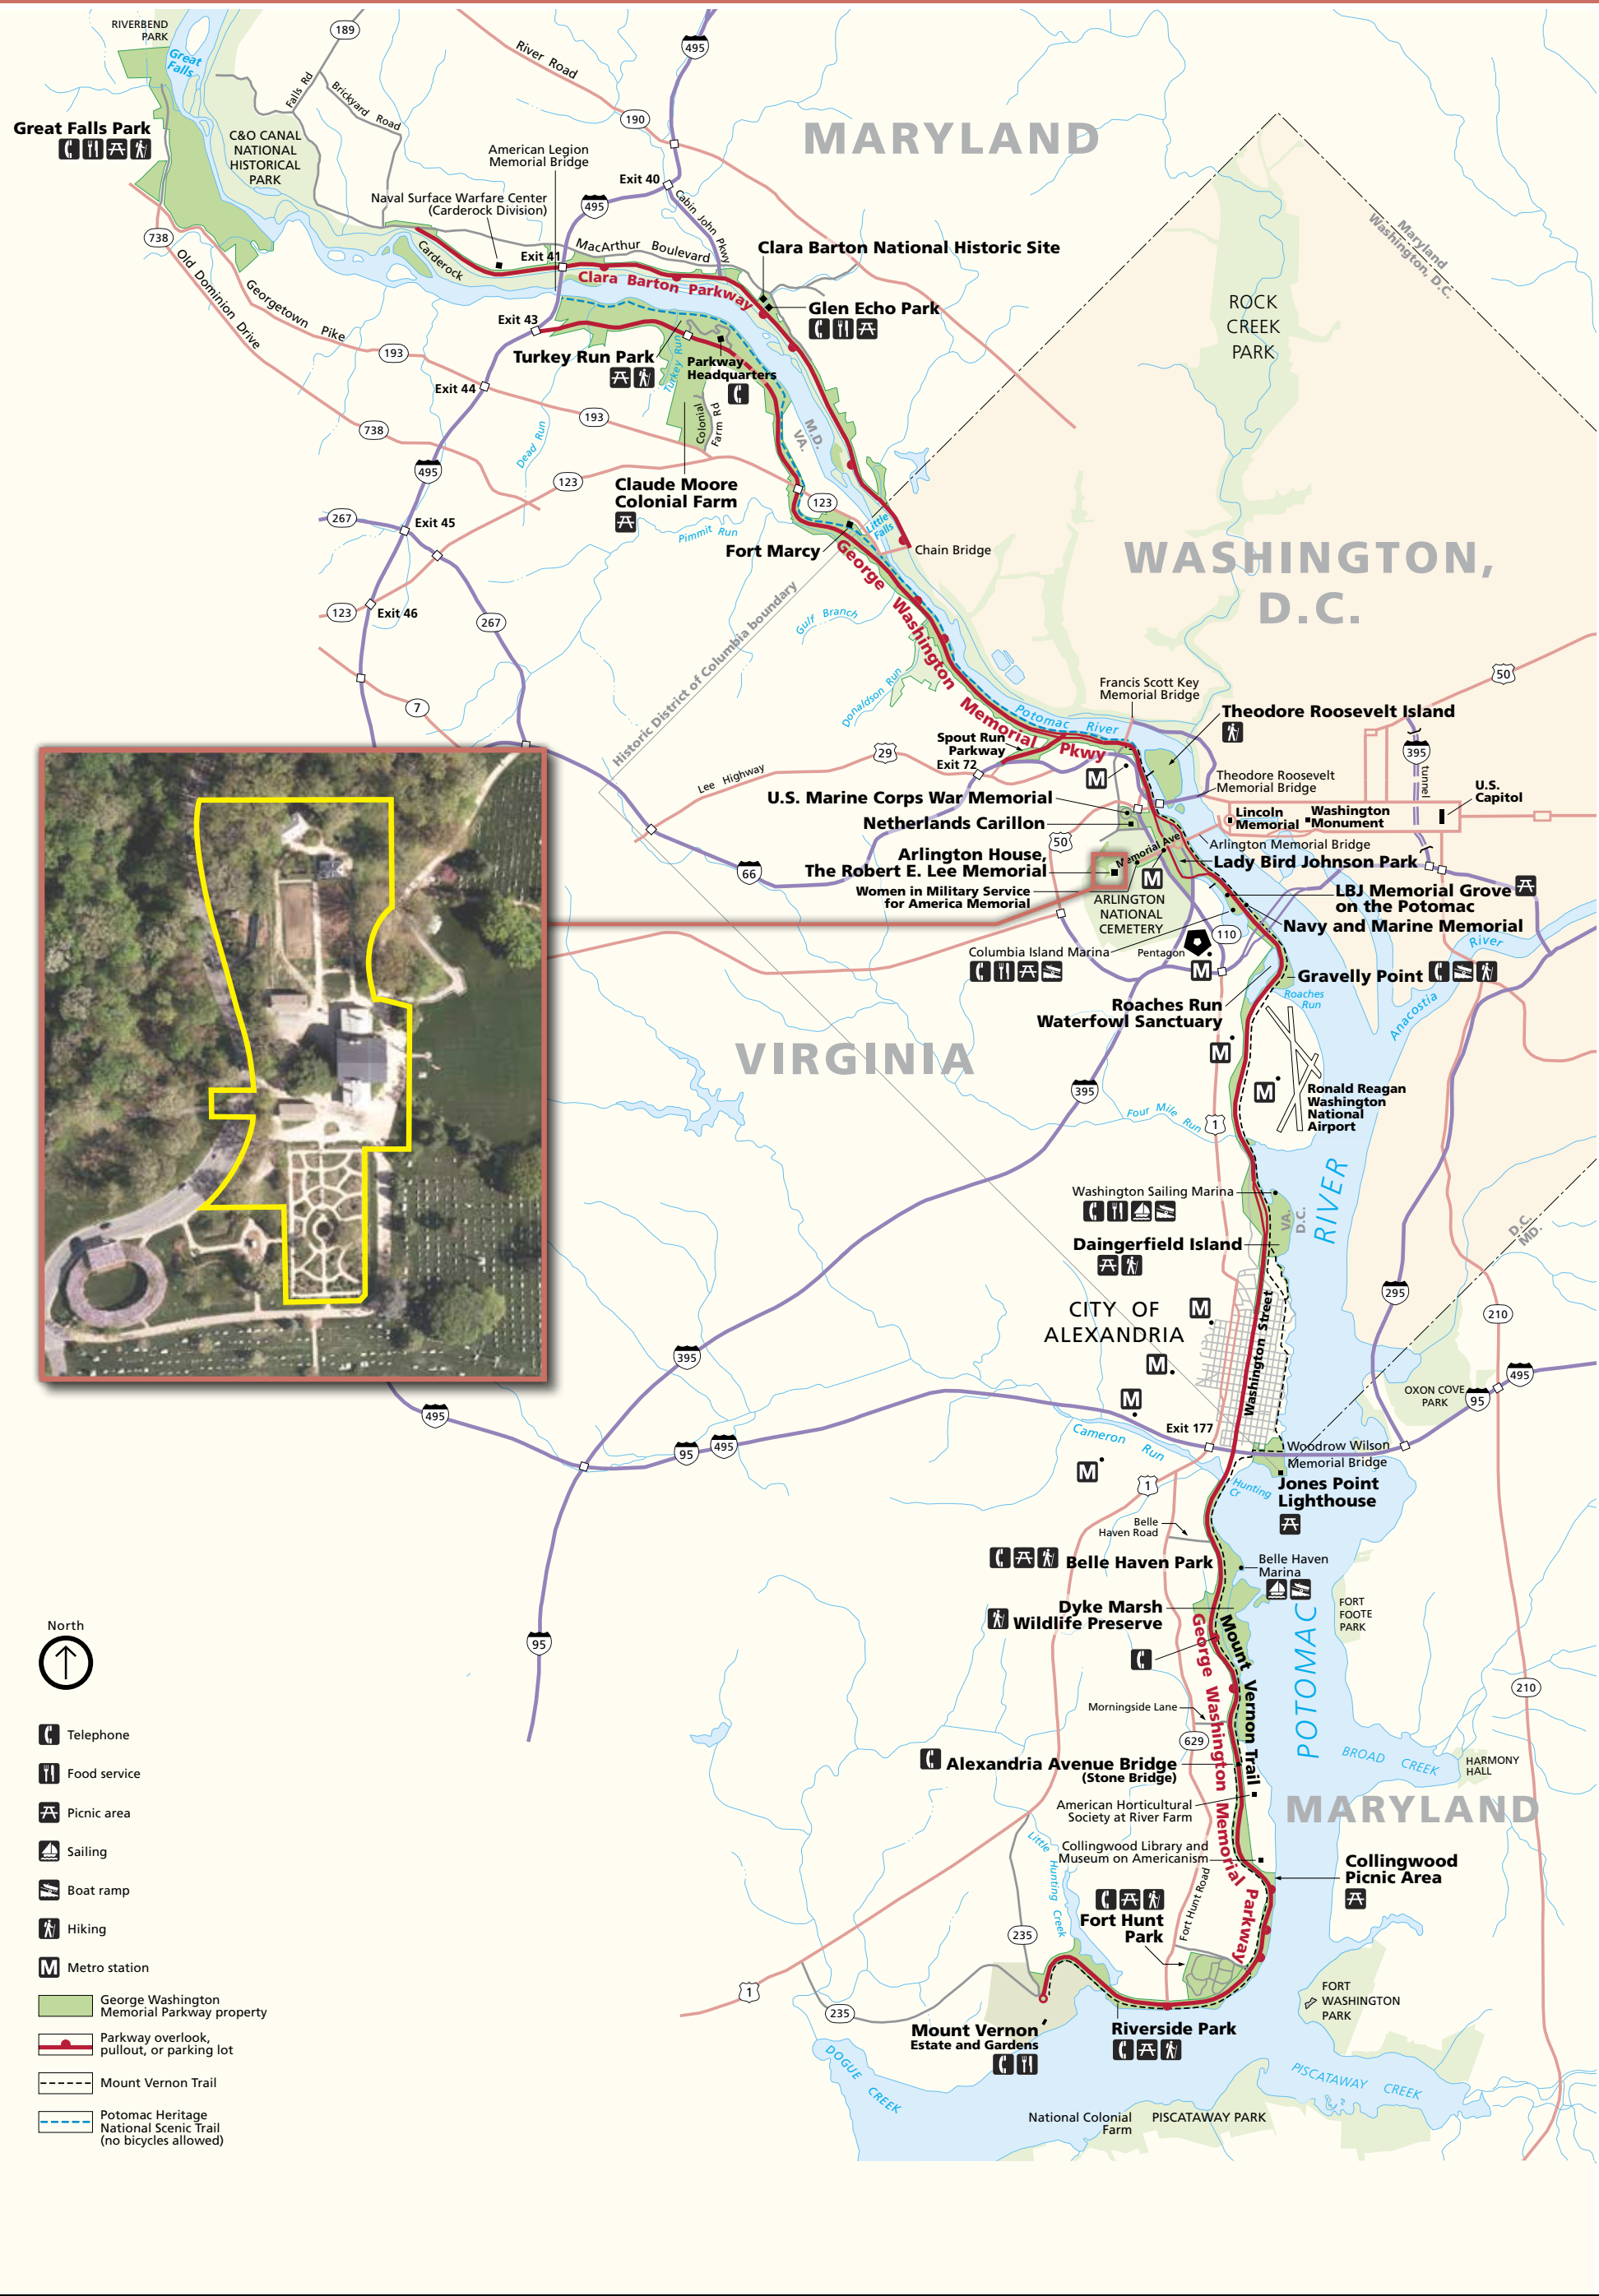 RIVERBEND
PARK
Great
Falls
189
495
River Road
Falls Rd
Brickyard Road
190
MARYLAND
Great Falls Park
C&O CANAL
NATIONAL
HISTORICAL
PARK
American Legion
Memorial Bridge
Exit 40
Naval Surface Warfare Center
(Carderock Division)
495
Cabin John Pkwy
Maryland
Washington, D.C.
738
Old Dominion Drive
Georgetown Pike
Carderock
Exit 41
MacArthur Boulevard
Clara Barton National Historic Site
Clara Barton Parkway
Glen Echo Park
ROCK
CREEK
PARK
Exit 43
193
Turkey Run Park
Turkey Run
Parkway
Headquarters
Exit 44
193
Colonial
Farm Rd
M.D.
VA.
738
Dead Run
495
123
Claude Moore
Colonial Farm
123
267
Exit 45
Pimmit Run
Little
Falls
Fort Marcy
Chain Bridge
WASHINGTON,
D.C.
George Washington Memorial Pkwy
123
Exit 46
267
Gulf Branch
Historic District of Columbia boundary
Donaldson Run
50
Francis Scott Key
Memorial Bridge
7
Potomac River
Theodore Roosevelt Island
Spout Run
Parkway
29
Exit 72
395
tunnel
M
Lee Highway
Theodore Roosevelt
Memorial Bridge
U.S.
Capitol
U.S. Marine Corps War Memorial
Lincoln
Memorial
Washington
Monument
Netherlands Carillon
50
Memorial Ave
Arlington Memorial Bridge
Arlington House,
The Robert E. Lee Memorial
Lady Bird Johnson Park
66
M
Women in Military Service
for America Memorial
LBJ Memorial Grove
on the Potomac
ARLINGTON
NATIONAL
CEMETERY
Navy and Marine Memorial
110
River
Columbia Island Marina
Pentagon
M
Gravelly Point
Roaches
Run
Anacostia
Roaches Run
Waterfowl Sanctuary
M
VIRGINIA
395
M
Ronald Reagan
Washington
National
Airport
Four Mile Run
1
RIVER
Washington Sailing Marina
VA.
D.C.
D.C.
MD.
Daingerfield Island
295
CITY OF
ALEXANDRIA
M
210
Washington Street
395
M
495
OXON COVE
PARK
95
M
495
Exit 177
Cameron Run
95
495
Woodrow Wilson
Memorial Bridge
M
1
Hunting
Cr
Jones Point
Lighthouse
Belle
Haven Road
Belle Haven Park
Belle Haven
Marina
Dyke Marsh
Wildlife Preserve
FORT
FOOTE
PARK
North
95
POTOMAC
George Washington Memorial Parkway
Mount Vernon Trail
210
Morningside Lane
629
Telephone
BROAD CREEK
HARMONY
HALL
Alexandria Avenue Bridge
(Stone Bridge)
Food service
American Horticultural
Society at River Farm
MARYLAND
Picnic area
Little Hunting Creek
Collingwood Library and
Museum on Americanism
Sailing
Collingwood
Picnic Area
Boat ramp
Fort Hunt Road
Fort Hunt
Park
Hiking
235
M
Metro station
1
FORT
WASHINGTON
PARK
George Washington
Memorial Parkway property
235
Mount Vernon
Estate and Gardens
Riverside Park
Parkway overlook,
pullout, or parking lot
DOGUE CREEK
PISCATAWAY CREEK
Mount Vernon Trail
Potomac Heritage
National Scenic Trail
(no bicycles allowed)
National Colonial
Farm
PISCATAWAY PARK